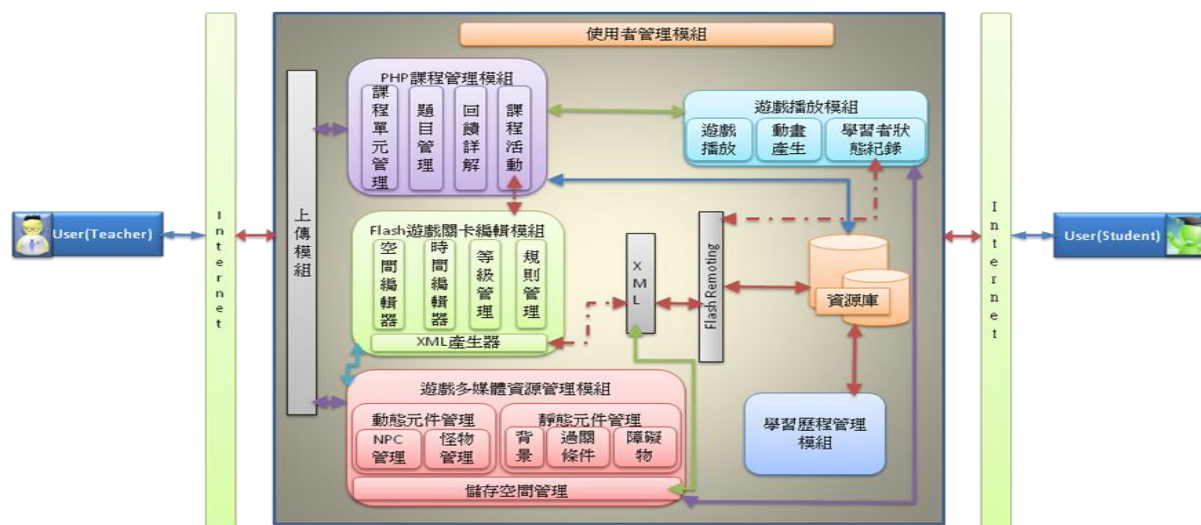 使用者管理模組
PHP課程管理模組
課程單元管理
題目管理
回饋詳解
課程活動
遊戲播放模組
遊戲
播放
動畫
產生
學習者狀
態紀錄
Internet
User(Teacher)
上傳模組
Flash遊戲關卡編輯模組
空間編輯器
時間編輯器
等級管理
規則管理
XML產生器
XML
Flash Remoting
資源庫
Internet
User(Student)
遊戲多媒體資源管理模組
動態元件管理
NPC
管理
怪物
管理
靜態元件管理
背
景
過關
條件
障礙
物
儲存空間管理
學習歷程管理
模組